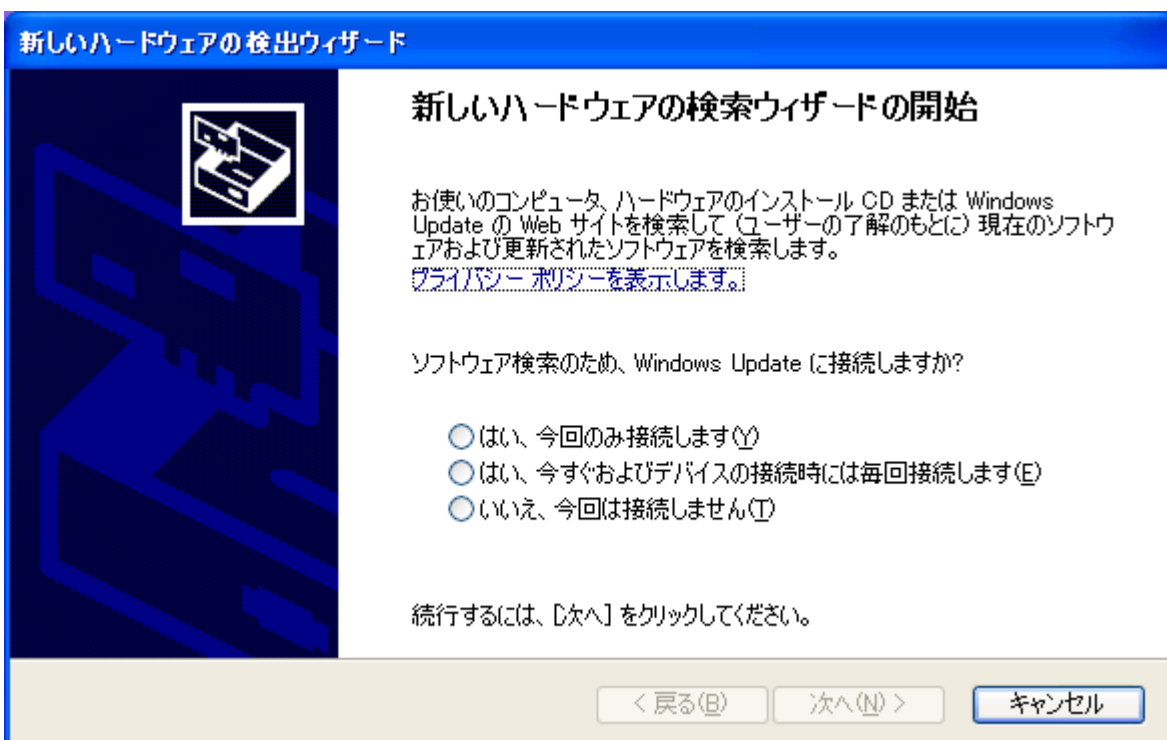 新しいハードウェアの検出ウィザード
新しいハードウェアの検索ウィザードの開始
お使いのコンピュータ、ハードウェアのインストール CD または Windows
Update の Web サイトを検索して (ユーザーの了解のもとに) 現在のソフトウ
ェアおよび更新されたソフトウェアを検索します。
プライバシー ポリシーを表示します。
ソフトウェア検索のため、Windows Update に接続しますか?
はい、今回のみ接続します(Y)
はい、今すぐおよびデバイスの接続時には毎回接続します(E)
いいえ、今回は接続しません(T)
続行するには、[次へ] をクリックしてください。
< 戻る(B) 次へ(N) > キャンセル